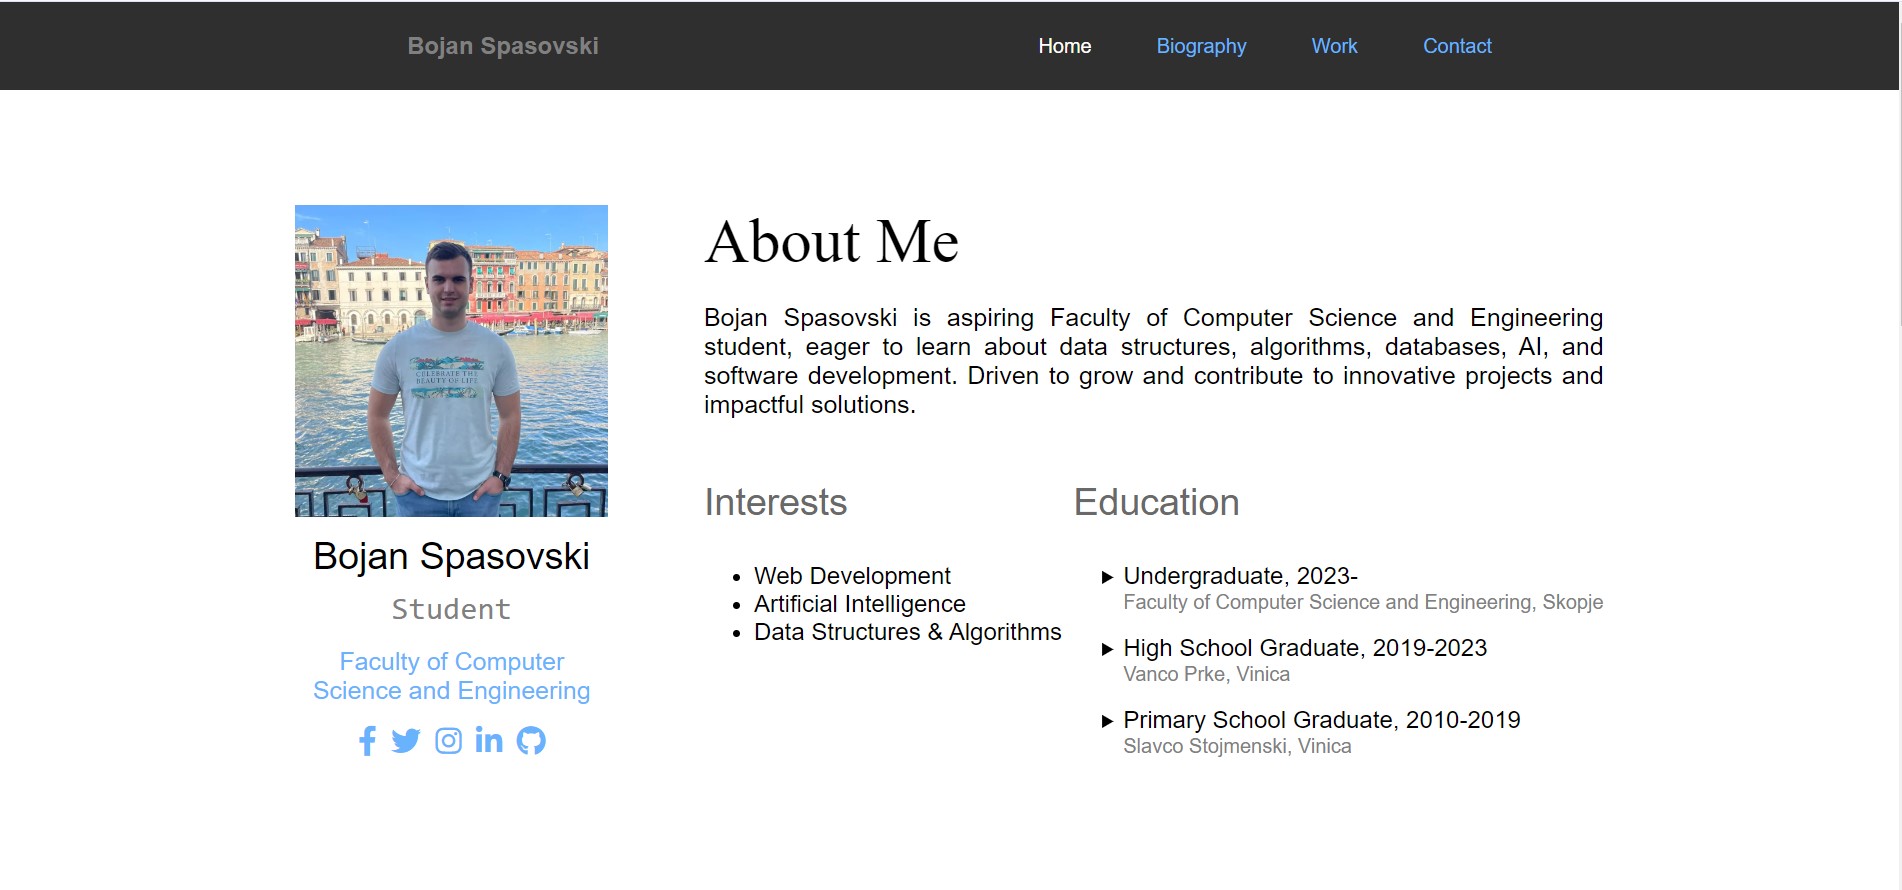 Bojan Spasovski
Home
Biography
Work
Contact
CELEBRATE THE
BEAUTY OF LIFE
Bojan Spasovski
Student
Faculty of Computer
Science and Engineering
About Me
Bojan Spasovski is aspiring Faculty of Computer Science and Engineering
student, eager to learn about data structures, algorithms, databases, AI, and
software development. Driven to grow and contribute to innovative projects and
impactful solutions.
Interests
Web Development
Artificial Intelligence
Data Structures & Algorithms
Education
Undergraduate, 2023-
Faculty of Computer Science and Engineering, Skopje
High School Graduate, 2019-2023
Vanco Prke, Vinica
Primary School Graduate, 2010-2019
Slavco Stojmenski, Vinica